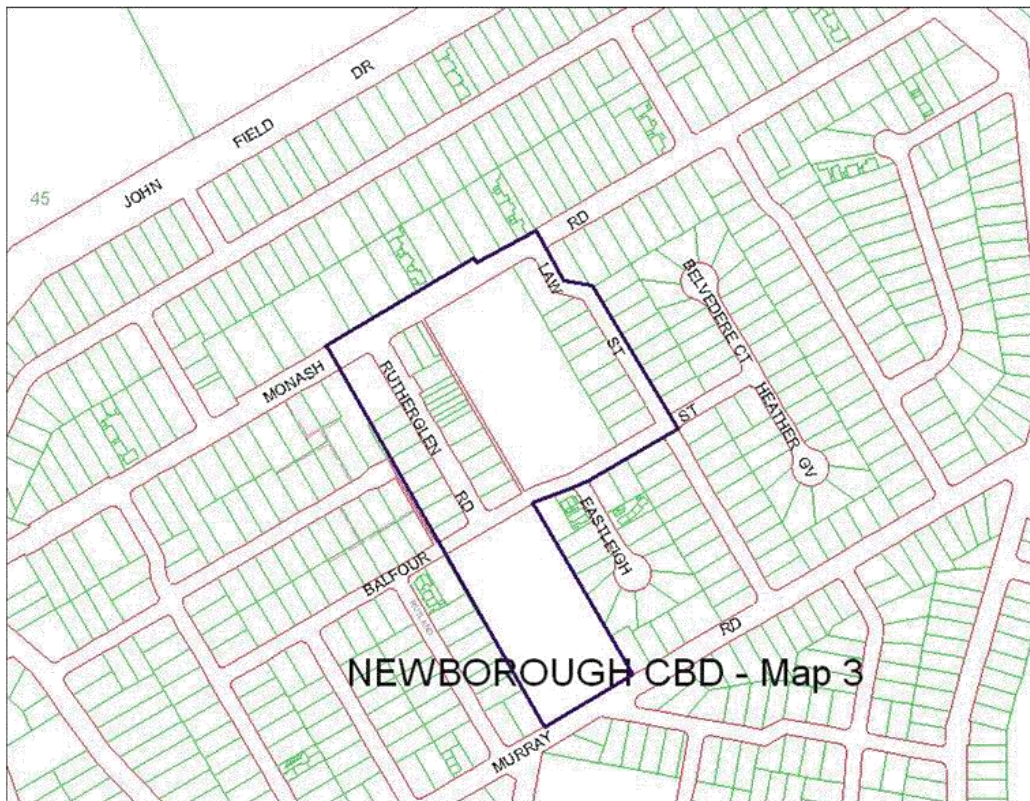 JOHN FIELD DR
45
MONASH RD
LAW ST
RUTHERGLEN RD
BELVEDERE CT
HEATHER GV
BALFOUR ST
EASTLEIGH
RUTLAND
MURRAY RD
NEWBOROUGH CBD - Map 3